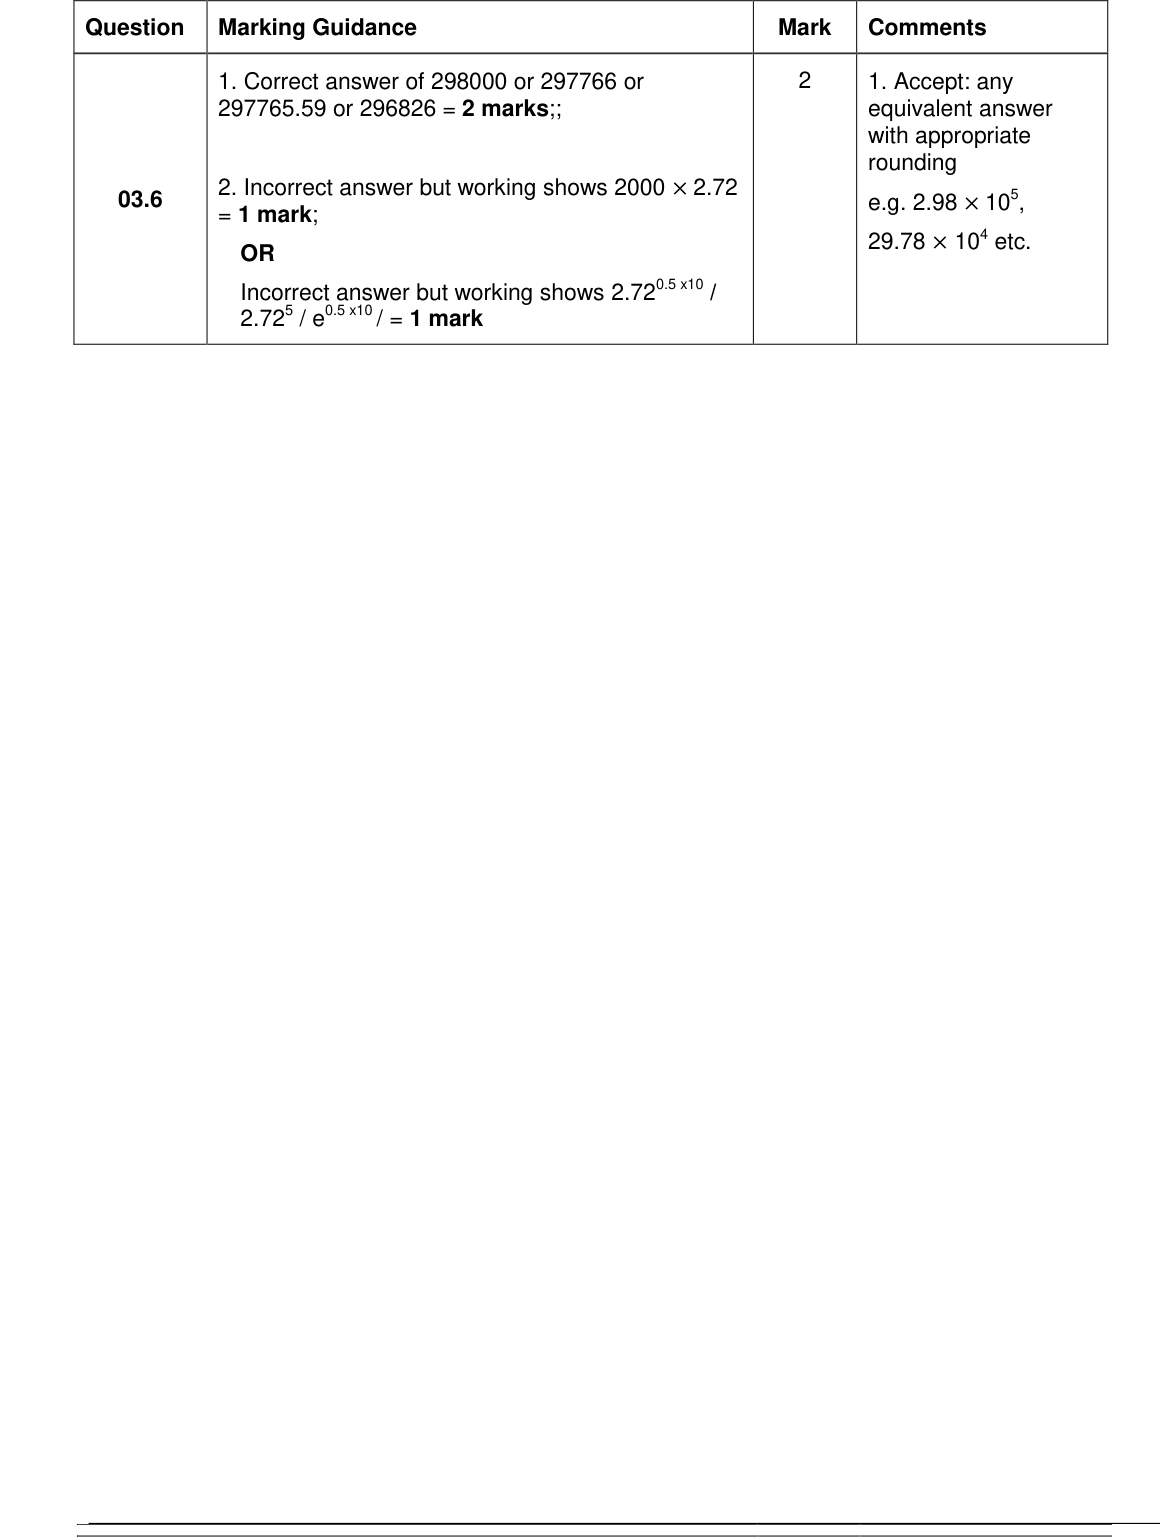 Question Marking Guidance Mark Comments
03.6
1. Correct answer of 298000 or 297766 or
297765.59 or 296826 = 2 marks;;
2. Incorrect answer but working shows 2000 × 2.72
= 1 mark;
OR
Incorrect answer but working shows 2.72^0.5 x10 /
2.72^5 / e^0.5 x10 / = 1 mark
2
1. Accept: any
equivalent answer
with appropriate
rounding
e.g. 2.98 × 10^5,
29.78 × 10^4 etc.